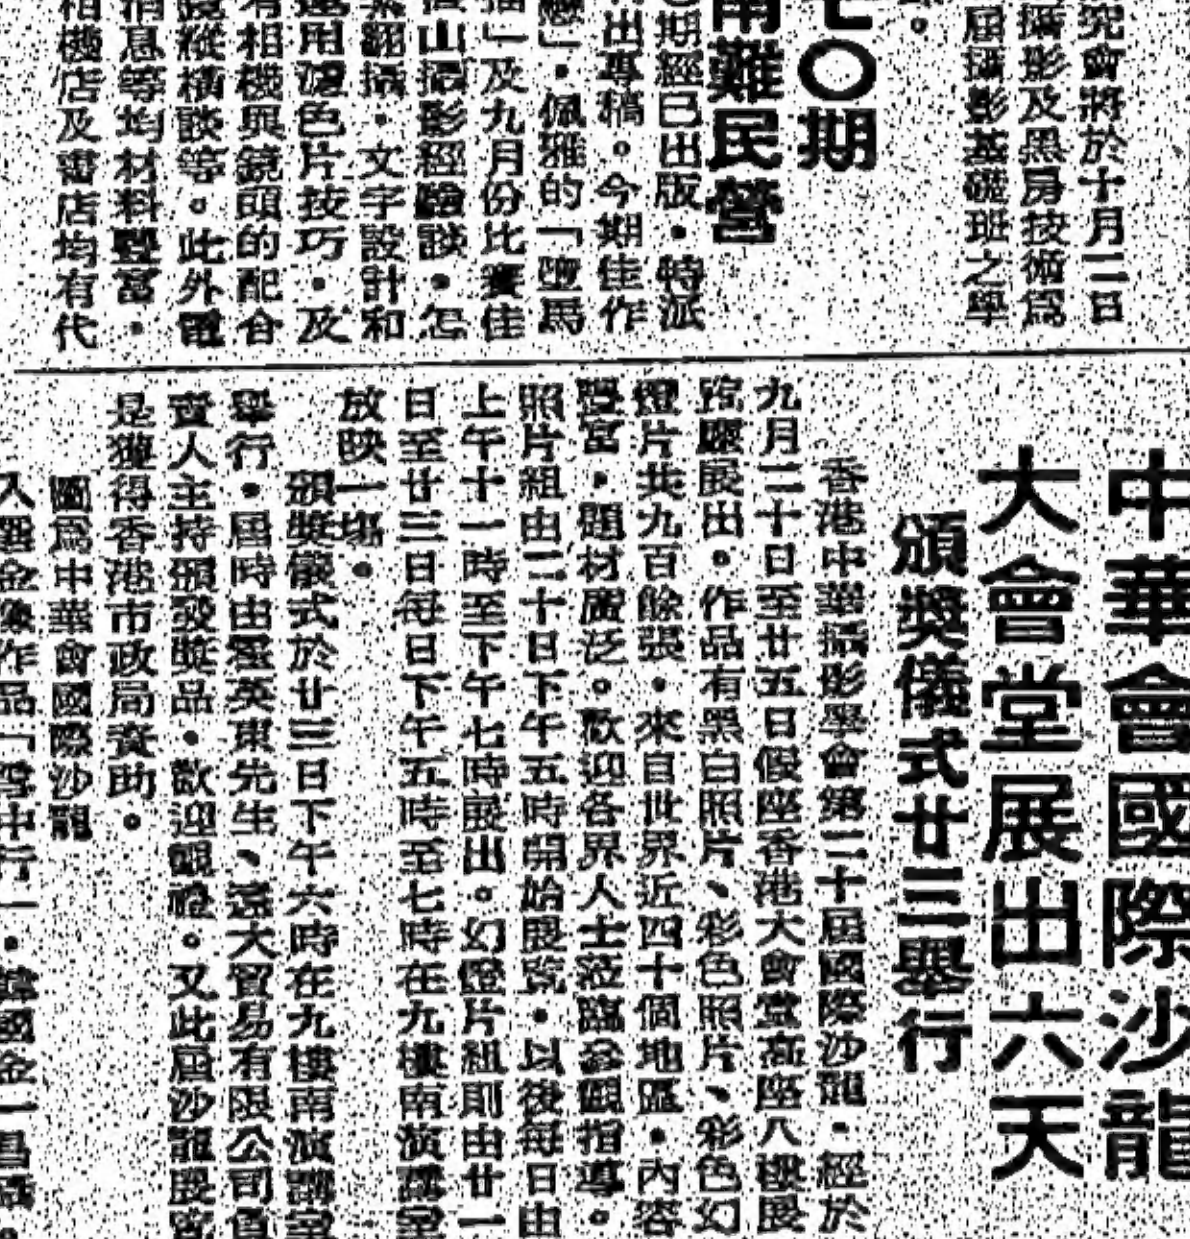 究會將於十月二日
攝影及黑房技術為
屆攝影基礎班之學
七〇期
南難民營
期經已出版．特派
出專稿。今期佳作
」．佩雅的「墮馬
」及九月份比賽佳
山攝影經驗談．怎
翻攝．文字設計和
用濾色片技巧．及
有相機與鏡頭的配合
縱橫談等。此外電
消息等均材料豐富．
相機店及書店均有代
中華會國際沙龍
大會堂展出六天
頒獎儀式廿三舉行
香港中華攝影學會第二十屆國際沙龍．經於
九月二十日至廿五日假座香港大會堂高座八樓展
覽廳展出。作品有黑白照片、彩色照片、彩色幻
燈片共九百餘張．來自世界近四十個地區．內容
豐富．題材廣泛。歡迎各界人士蒞臨參觀指導。
照片組由二十日下午五時開始展覽．以後每日由
上午十一時至下午七時展出。幻燈片組則由廿一
日至廿三日每日下午五時至七時在九樓南演講室
放映一場。
頒獎儀式於廿三日下午六時在九樓南演講室
舉行．屆時由霍英東先生、遠大貿易有限公司負
責人主持頒發獎品．歡迎觀禮。又此屆沙龍展覽
是獲得香港市政局資助。
圖為中華會國際沙龍
入選金像作品「雪中行」．韓國金一昌攝。